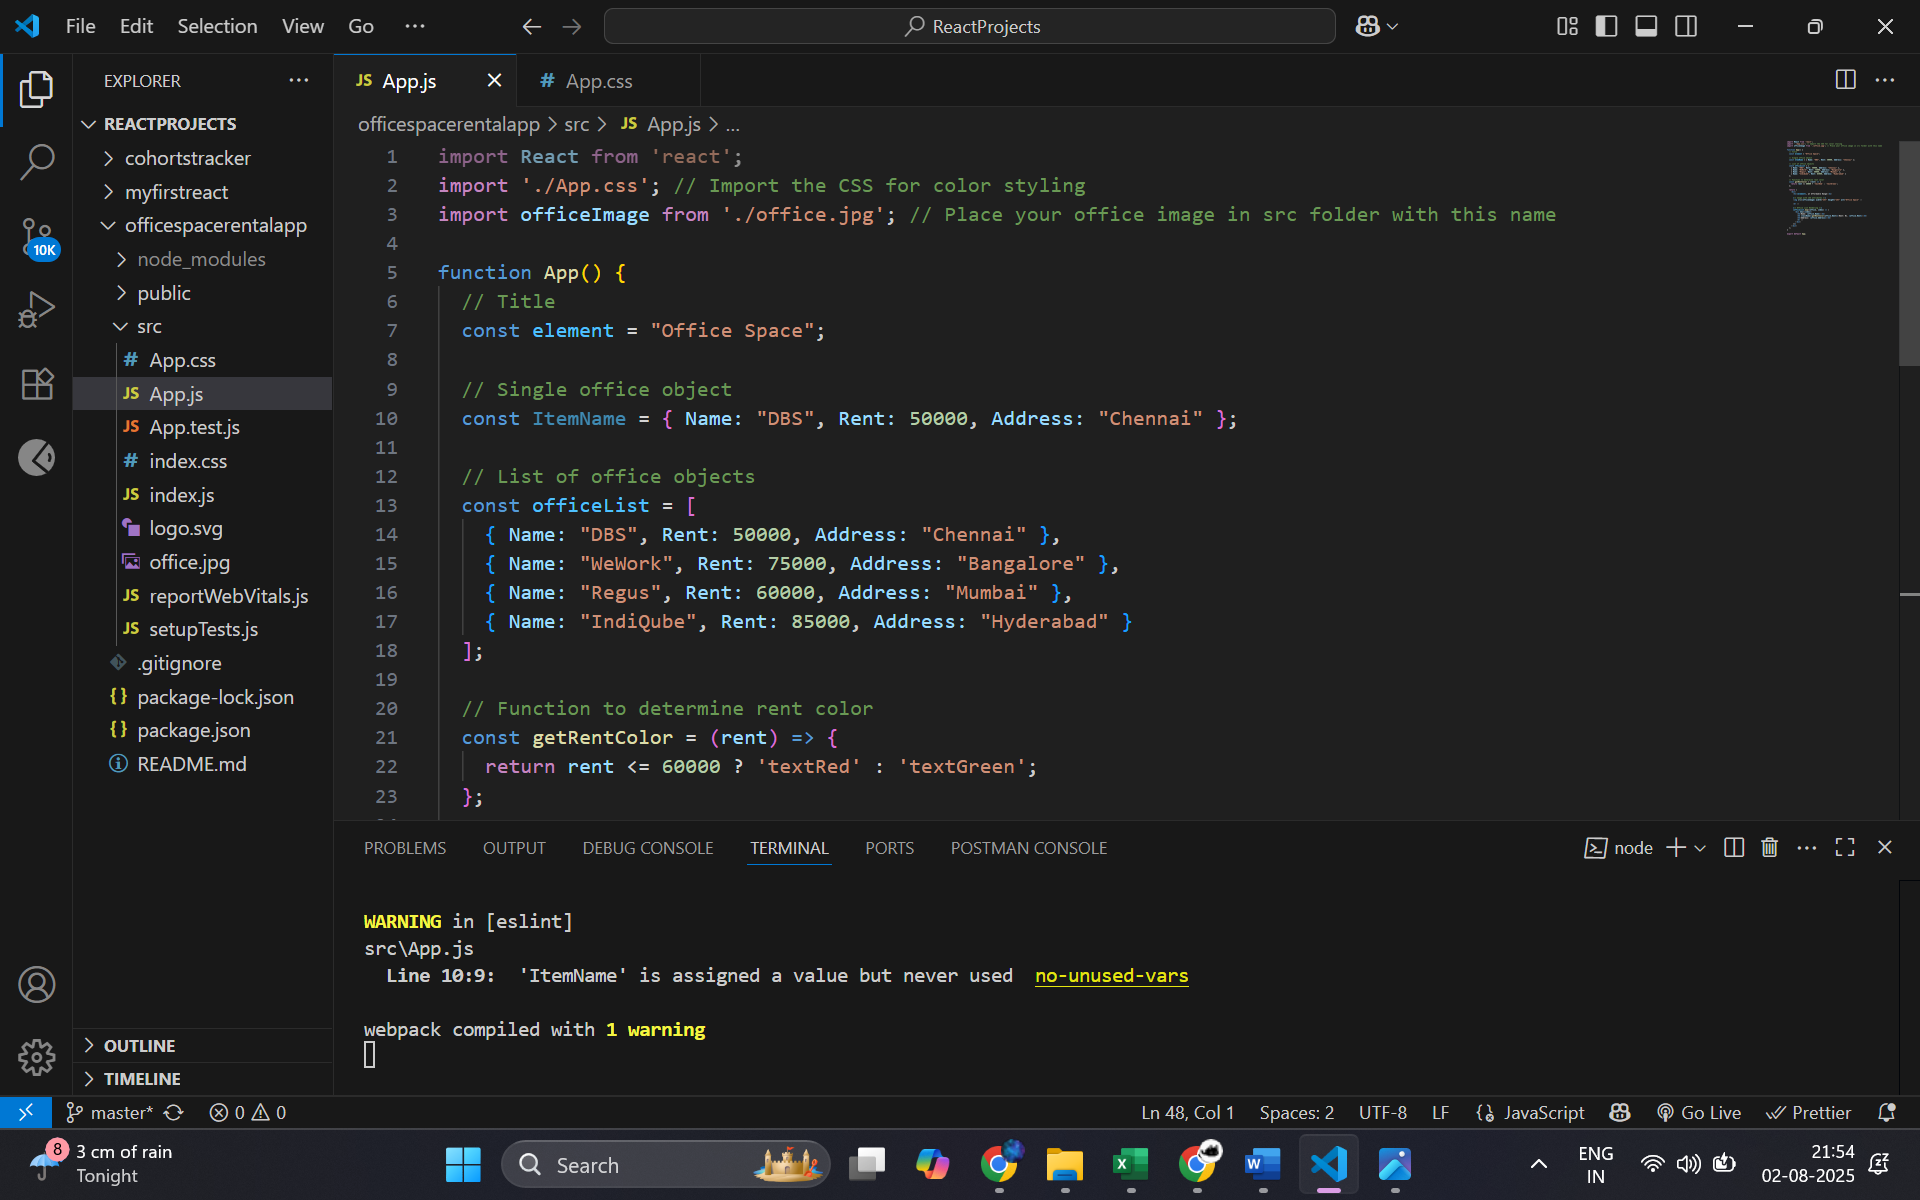 File Edit Selection View Go ··· ReactProjects
EXPLORER ···
REACTPROJECTS
cohortstracker
myfirstreact
officespacerentalapp
node_modules
public
src
# App.css
JS App.js
JS App.test.js
# index.css
JS index.js
logo.svg
office.jpg
JS reportWebVitals.js
JS setupTests.js
.gitignore
{} package-lock.json
{} package.json
README.md
OUTLINE
TIMELINE
10K
JS App.js # App.css
officespacerentalapp > src > JS App.js > ...
1 import React from 'react';
2 import './App.css'; // Import the CSS for color styling
3 import officeImage from './office.jpg'; // Place your office image in src folder with this name
4
5 function App() {
6 // Title
7 const element = "Office Space";
8
9 // Single office object
10 const ItemName = { Name: "DBS", Rent: 50000, Address: "Chennai" };
11
12 // List of office objects
13 const officeList = [
14 { Name: "DBS", Rent: 50000, Address: "Chennai" },
15 { Name: "WeWork", Rent: 75000, Address: "Bangalore" },
16 { Name: "Regus", Rent: 60000, Address: "Mumbai" },
17 { Name: "IndiQube", Rent: 85000, Address: "Hyderabad" }
18 ];
19
20 // Function to determine rent color
21 const getRentColor = (rent) => {
22 return rent <= 60000 ? 'textRed' : 'textGreen';
23 };
PROBLEMS OUTPUT DEBUG CONSOLE TERMINAL PORTS POSTMAN CONSOLE node
WARNING in [eslint]
src\App.js
Line 10:9: 'ItemName' is assigned a value but never used no-unused-vars
webpack compiled with 1 warning
master* 0 0 Ln 48, Col 1 Spaces: 2 UTF-8 LF JavaScript Go Live Prettier
8 3 cm of rain
Tonight
Search
ENG
IN
21:54
02-08-2025